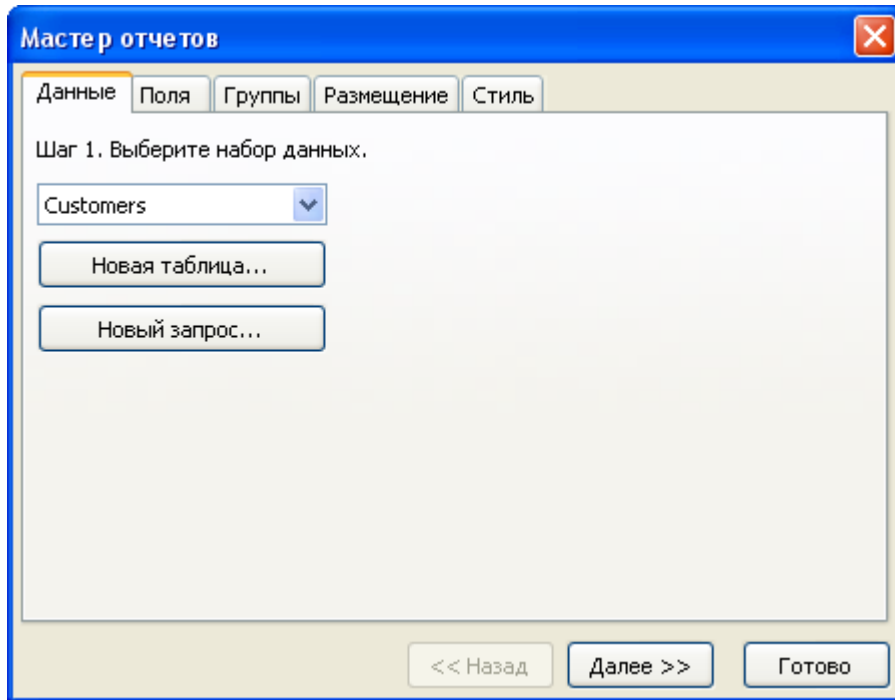 Мастер отчетов
Данные Поля Группы Размещение Стиль
Шаг 1. Выберите набор данных.
Customers
Новая таблица...
Новый запрос...
<< Назад Далее >> Готово